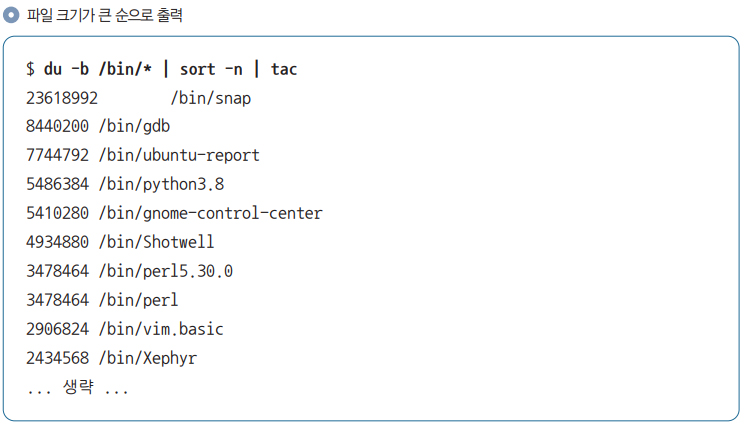 파일 크기가 큰 순으로 출력
$ du -b /bin/* | sort -n | tac
23618992        /bin/snap
8440200 /bin/gdb
7744792 /bin/ubuntu-report
5486384 /bin/python3.8
5410280 /bin/gnome-control-center
4934880 /bin/Shotwell
3478464 /bin/perl5.30.0
3478464 /bin/perl
2906824 /bin/vim.basic
2434568 /bin/Xephyr
... 생략 ...